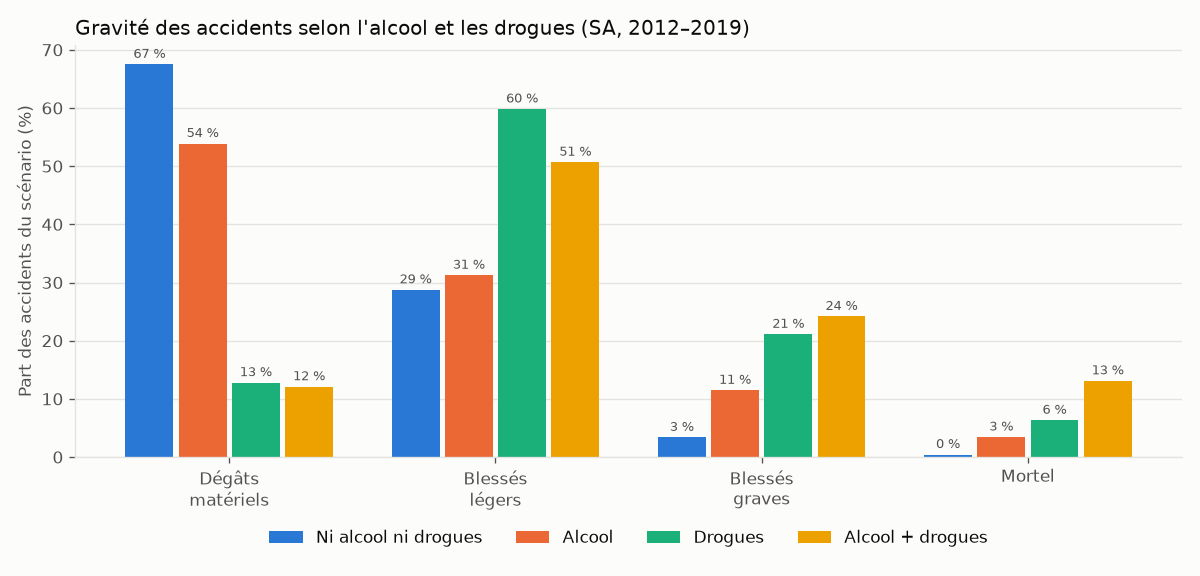 Gravité des accidents selon l'alcool et les drogues (SA, 2012–2019)
Part des accidents du scénario (%)
70
60
50
40
30
20
10
0
67 %
54 %
13 %
12 %
29 %
31 %
60 %
51 %
3 %
11 %
21 %
24 %
0 %
3 %
6 %
13 %
Dégâts
matériels
Blessés
légers
Blessés
graves
Mortel
Ni alcool ni drogues
Alcool
Drogues
Alcool + drogues